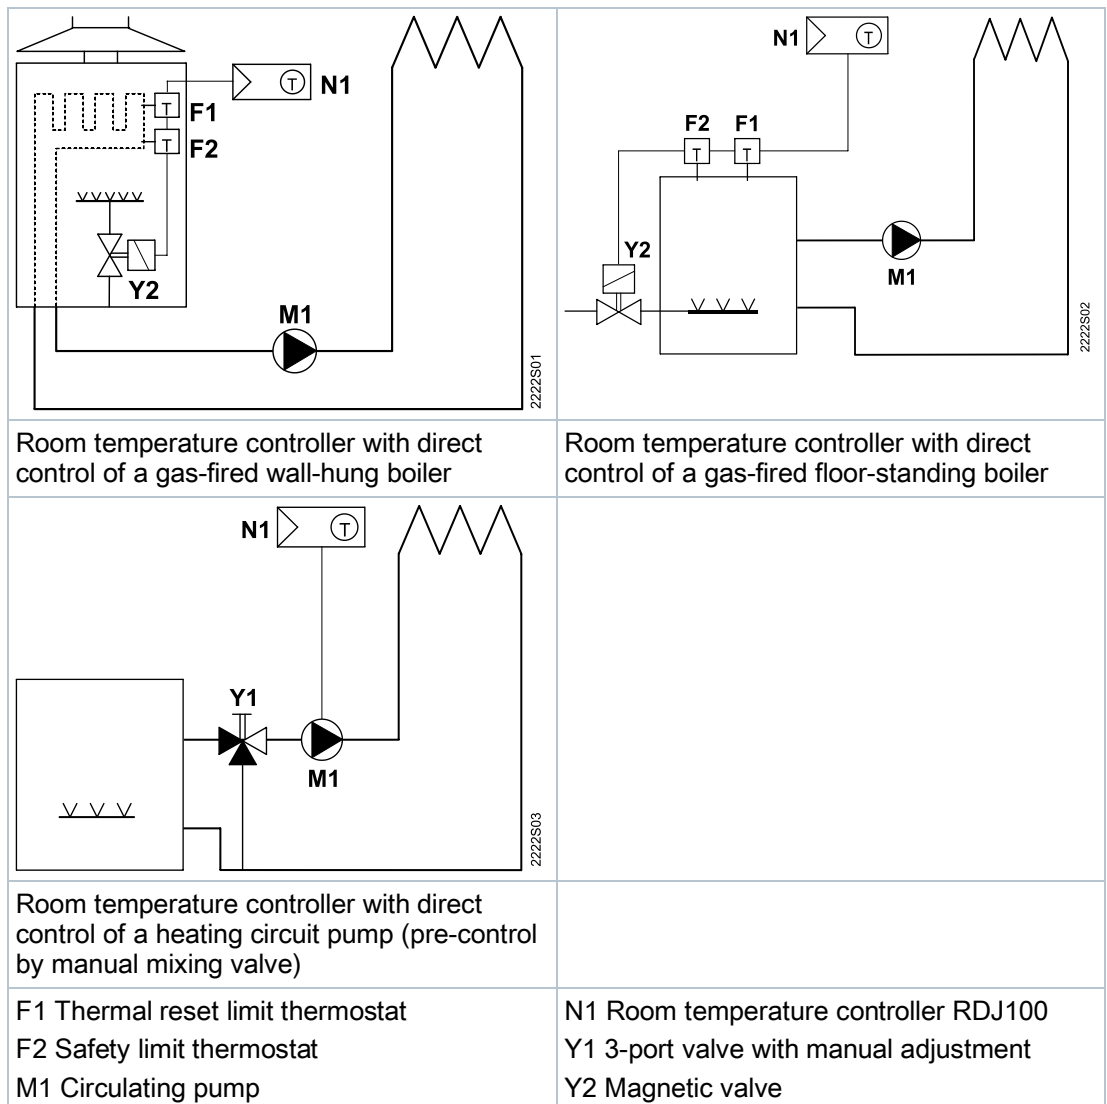 N1
T
T
F1
T
F2
Y2
M1
2222S01
N1
T
F2
F1
T
T
Y2
M1
2222S02
Room temperature controller with direct
control of a gas-fired wall-hung boiler
Room temperature controller with direct
control of a gas-fired floor-standing boiler
N1
T
Y1
M1
2222S03
Room temperature controller with direct
control of a heating circuit pump (pre-control
by manual mixing valve)
F1 Thermal reset limit thermostat
F2 Safety limit thermostat
M1 Circulating pump
N1 Room temperature controller RDJ100
Y1 3-port valve with manual adjustment
Y2 Magnetic valve